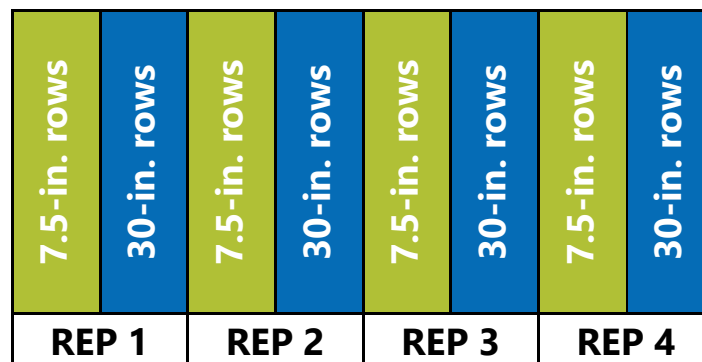 7.5-in. rows
30-in. rows
7.5-in. rows
30-in. rows
7.5-in. rows
30-in. rows
7.5-in. rows
30-in. rows
REP 1
REP 2
REP 3
REP 4